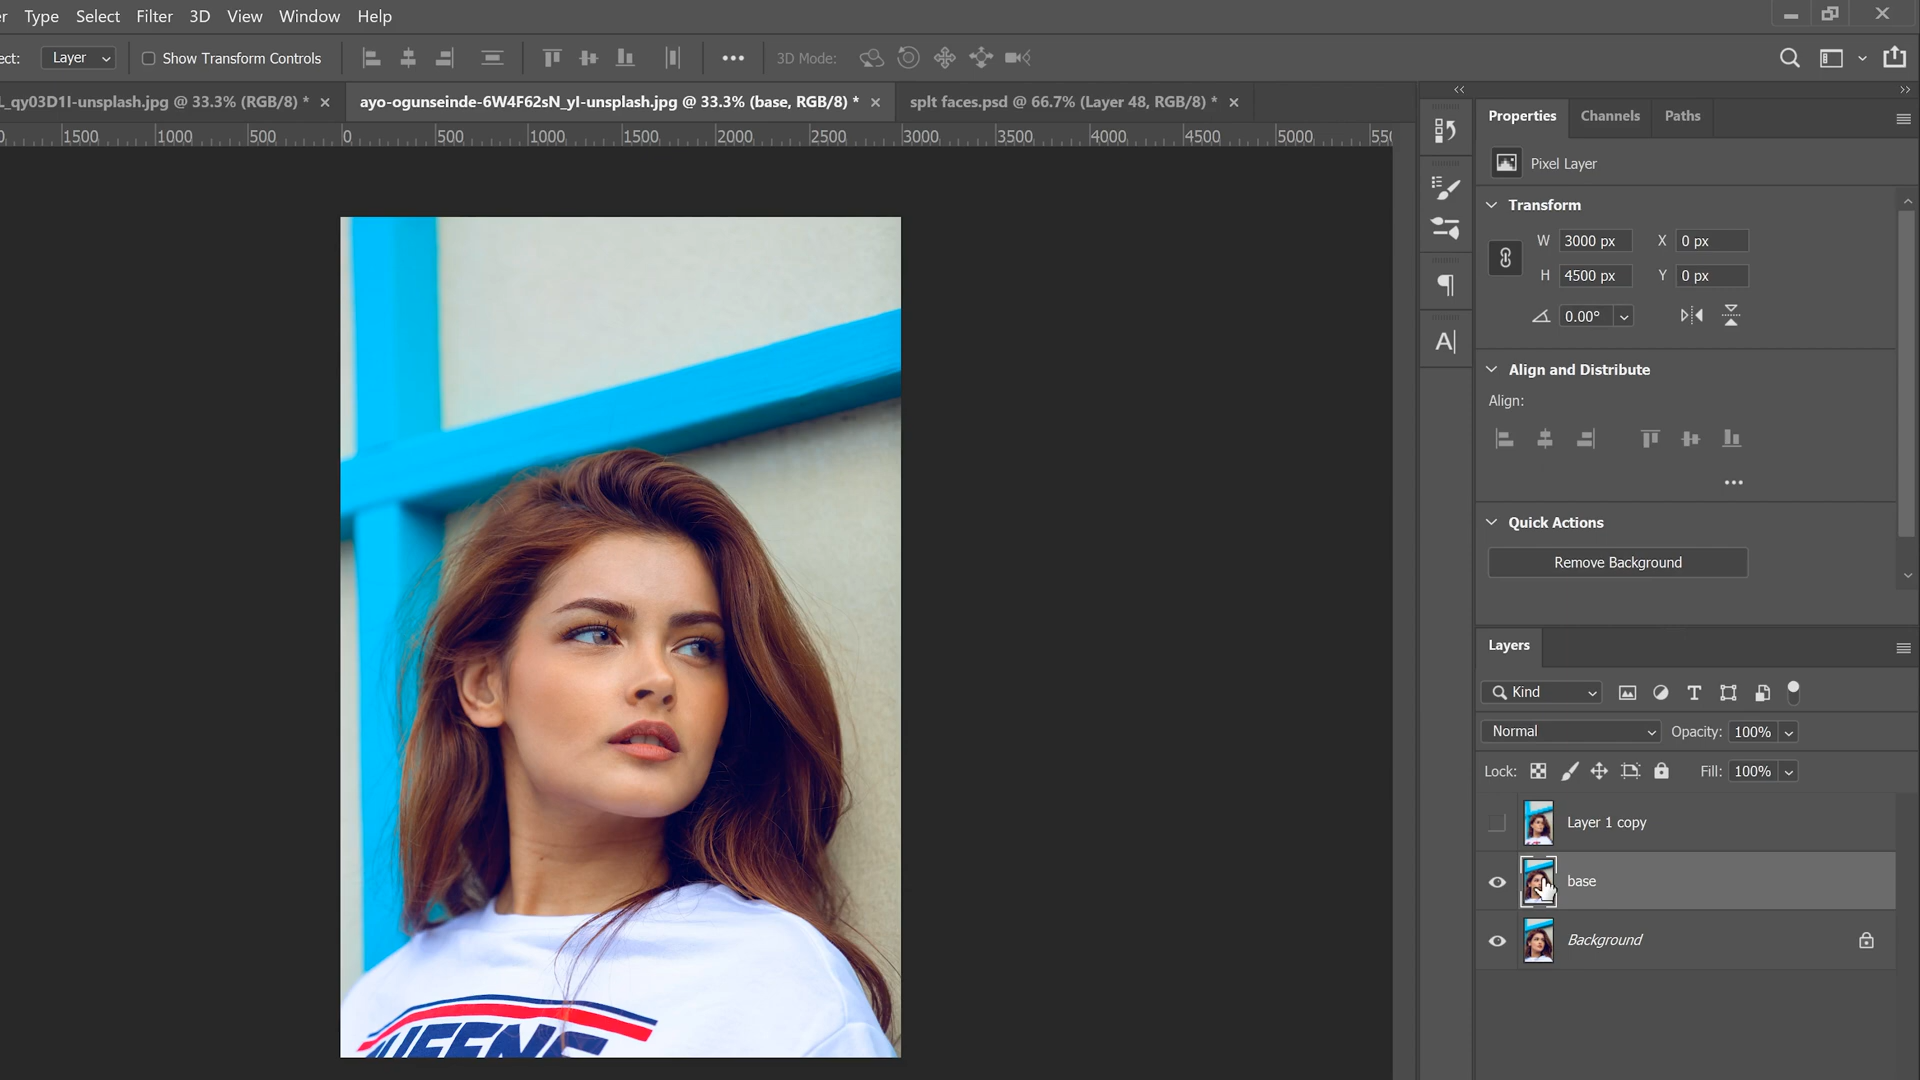 Type Select Filter 3D View Window Help
Layer Show Transform Controls 3D Mode:
_qy03D1I-unsplash.jpg @ 33.3% (RGB/8) * ayo-ogunseinde-6W4F62sN_yI-unsplash.jpg @ 33.3% (base, RGB/8) * splt faces.psd @ 66.7% (Layer 48, RGB/8) *
1500 1000 500 0 500 1000 1500 2000 2500 3000 3500 4000 4500 5000
Properties Channels Paths
Pixel Layer
Transform
W 3000 px X 0 px
H 4500 px Y 0 px
0.00°
Align and Distribute
Align:
Quick Actions
Remove Background
Layers
Kind
Normal Opacity: 100%
Lock: Fill: 100%
Layer 1 copy
base
Background